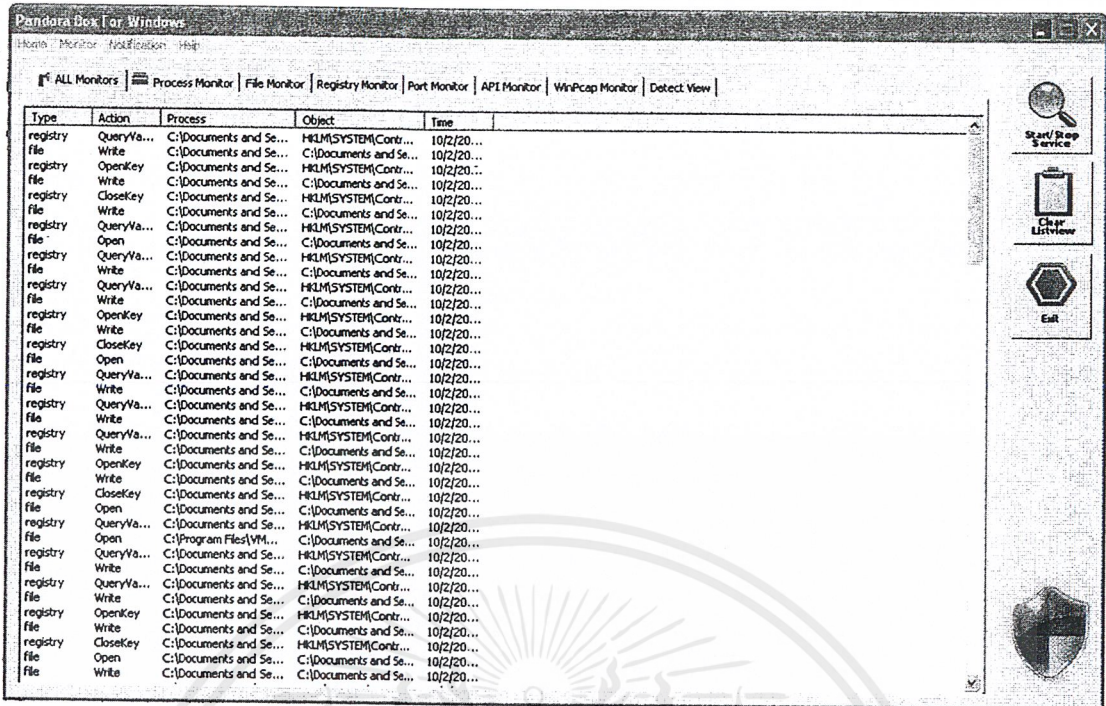 Pandora Box For Windows
Home Monitor Notification Help
ALL Monitors Process Monitor File Monitor Registry Monitor Port Monitor API Monitor WinPcap Monitor Detect View
Type Action Process Object Time
registry QueryVa... C:\Documents and Se... HKLM\SYSTEM\Contr... 10/2/20...
file Write C:\Documents and Se... C:\Documents and Se... 10/2/20...
registry OpenKey C:\Documents and Se... HKLM\SYSTEM\Contr... 10/2/20...
file Write C:\Documents and Se... C:\Documents and Se... 10/2/20...
registry CloseKey C:\Documents and Se... HKLM\SYSTEM\Contr... 10/2/20...
file Write C:\Documents and Se... C:\Documents and Se... 10/2/20...
registry QueryVa... C:\Documents and Se... HKLM\SYSTEM\Contr... 10/2/20...
file Open C:\Documents and Se... C:\Documents and Se... 10/2/20...
registry QueryVa... C:\Documents and Se... HKLM\SYSTEM\Contr... 10/2/20...
file Write C:\Documents and Se... C:\Documents and Se... 10/2/20...
registry QueryVa... C:\Documents and Se... HKLM\SYSTEM\Contr... 10/2/20...
file Write C:\Documents and Se... C:\Documents and Se... 10/2/20...
registry OpenKey C:\Documents and Se... HKLM\SYSTEM\Contr... 10/2/20...
file Write C:\Documents and Se... C:\Documents and Se... 10/2/20...
registry CloseKey C:\Documents and Se... HKLM\SYSTEM\Contr... 10/2/20...
file Open C:\Documents and Se... C:\Documents and Se... 10/2/20...
registry QueryVa... C:\Documents and Se... HKLM\SYSTEM\Contr... 10/2/20...
file Write C:\Documents and Se... C:\Documents and Se... 10/2/20...
registry QueryVa... C:\Documents and Se... HKLM\SYSTEM\Contr... 10/2/20...
file Write C:\Documents and Se... C:\Documents and Se... 10/2/20...
registry QueryVa... C:\Documents and Se... HKLM\SYSTEM\Contr... 10/2/20...
file Write C:\Documents and Se... C:\Documents and Se... 10/2/20...
registry OpenKey C:\Documents and Se... HKLM\SYSTEM\Contr... 10/2/20...
file Write C:\Documents and Se... C:\Documents and Se... 10/2/20...
registry CloseKey C:\Documents and Se... HKLM\SYSTEM\Contr... 10/2/20...
file Open C:\Documents and Se... C:\Documents and Se... 10/2/20...
registry QueryVa... C:\Documents and Se... HKLM\SYSTEM\Contr... 10/2/20...
file Open C:\Program Files\VM... C:\Documents and Se... 10/2/20...
registry QueryVa... C:\Documents and Se... HKLM\SYSTEM\Contr... 10/2/20...
file Write C:\Documents and Se... C:\Documents and Se... 10/2/20...
registry QueryVa... C:\Documents and Se... HKLM\SYSTEM\Contr... 10/2/20...
file Write C:\Documents and Se... C:\Documents and Se... 10/2/20...
registry OpenKey C:\Documents and Se... HKLM\SYSTEM\Contr... 10/2/20...
file Write C:\Documents and Se... C:\Documents and Se... 10/2/20...
registry CloseKey C:\Documents and Se... HKLM\SYSTEM\Contr... 10/2/20...
file Open C:\Documents and Se... C:\Documents and Se... 10/2/20...
file Write C:\Documents and Se... C:\Documents and Se... 10/2/20...
Start/Stop
Service
Clear
Listview
Exit